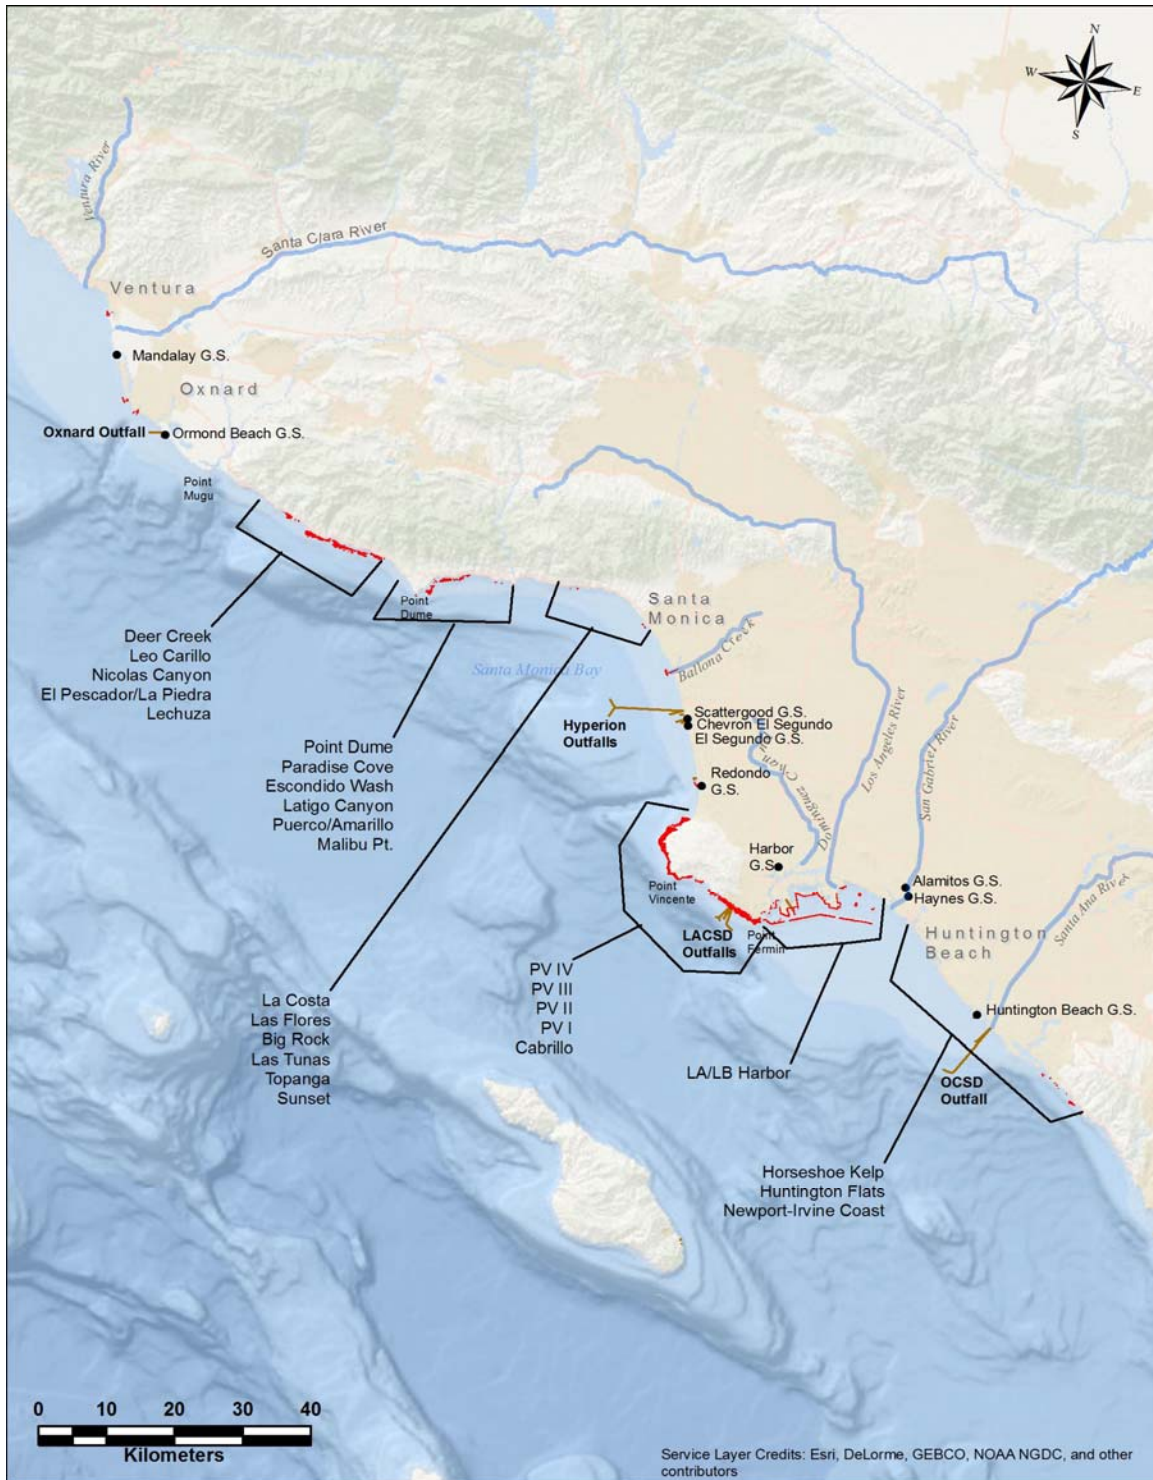 N
W
E
S
Ventura River
Santa Clara River
Ventura
Mandalay G.S.
Oxnard
Oxnard Outfall
Ormond Beach G.S.
Point
Mugu
Point
Dume
Santa
Monica
Deer Creek
Leo Carillo
Nicolas Canyon
El Pescador/La Piedra
Lechuza
Santa Monica Bay
Ballona Creek
Hyperion
Outfalls
Scattergood G.S.
Chevron El Segundo
El Segundo G.S.
Los Angeles River
San Gabriel River
Point Dume
Paradise Cove
Escondido Wash
Latigo Canyon
Puerco/Amarillo
Malibu Pt.
Redondo
G.S.
Dominguez Channel
Harbor
G.S
Point
Vincente
Alamitos G.S.
Haynes G.S.
Santa Ana River
LACSD
Outfalls
Point
Fermin
Huntington
Beach
PV IV
PV III
PV II
PV I
Cabrillo
La Costa
Las Flores
Big Rock
Las Tunas
Topanga
Sunset
Huntington Beach G.S.
LA/LB Harbor
OCSD
Outfall
Horseshoe Kelp
Huntington Flats
Newport-Irvine Coast
0 10 20 30 40
Kilometers
Service Layer Credits: Esri, DeLorme, GEBCO, NOAA NGDC, and other
contributors